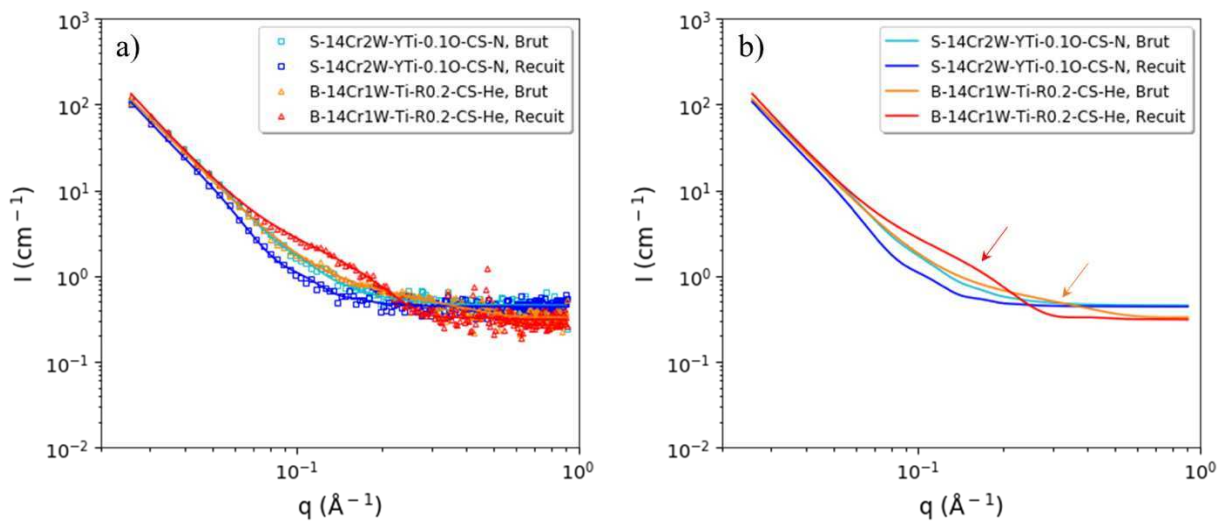 a)
S-14Cr2W-YTi-0.1O-CS-N, Brut
S-14Cr2W-YTi-0.1O-CS-N, Recuit
B-14Cr1W-Ti-R0.2-CS-He, Brut
B-14Cr1W-Ti-R0.2-CS-He, Recuit
10³
10²
10¹
10⁰
10⁻¹
10⁻²
I (cm⁻¹)
10⁻¹
10⁰
q (Å⁻¹)
b)
S-14Cr2W-YTi-0.1O-CS-N, Brut
S-14Cr2W-YTi-0.1O-CS-N, Recuit
B-14Cr1W-Ti-R0.2-CS-He, Brut
B-14Cr1W-Ti-R0.2-CS-He, Recuit
10³
10²
10¹
10⁰
10⁻¹
10⁻²
I (cm⁻¹)
10⁻¹
10⁰
q (Å⁻¹)